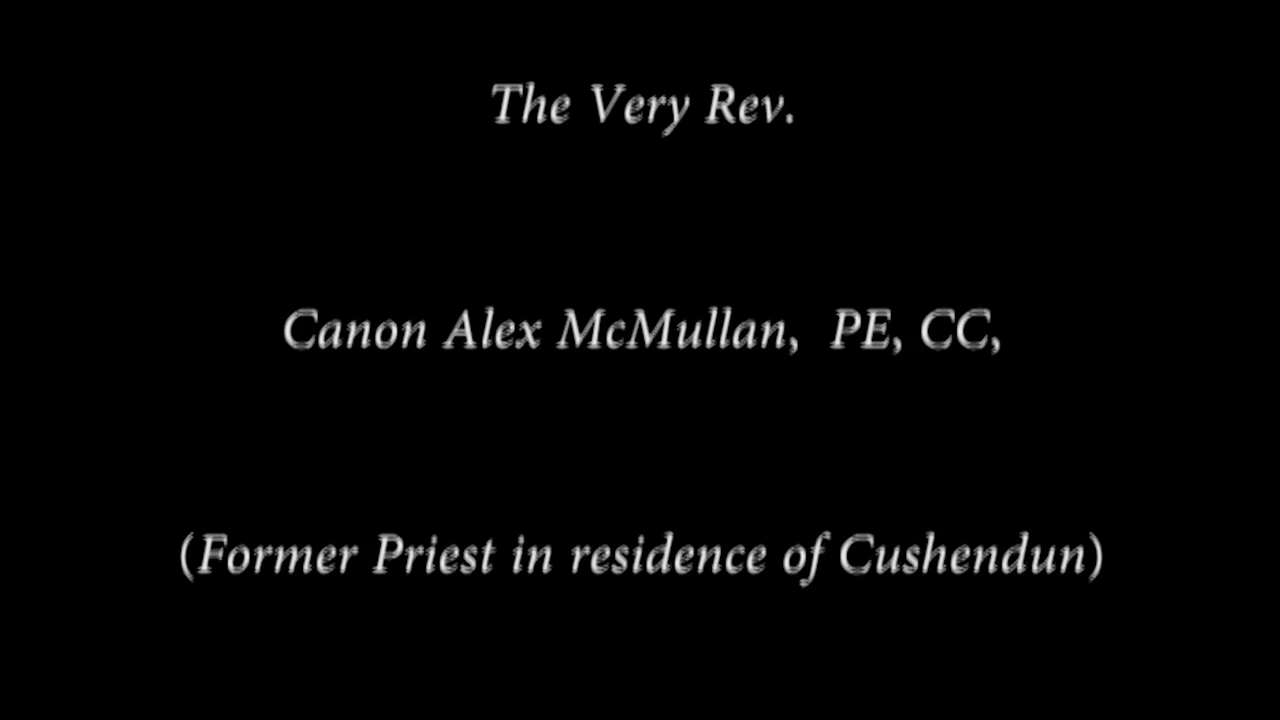 The Very Rev.
Canon Alex McMullan,  PE, CC,
(Former Priest in residence of Cushendun)